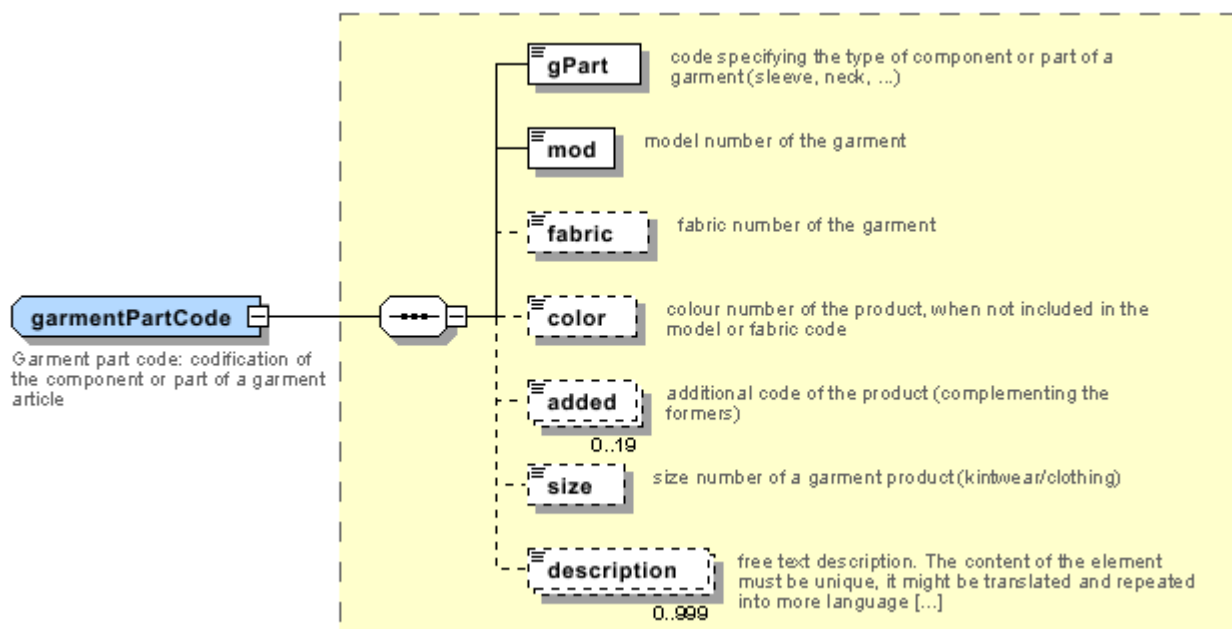 gPart
code specifying the type of component or part of a
garment (sleeve, neck, ...)
mod
model number of the garment
fabric
fabric number of the garment
garmentPartCode
Garment part code: codification of
the component or part of a garment
article
color
colour number of the product, when not included in the
model or fabric code
added
additional code of the product (complementing the
formers)
0..19
size
size number of a garment product (kintwear/clothing)
description
free text description. The content of the element
must be unique, it might be translated and repeated
into more language [...]
0..999